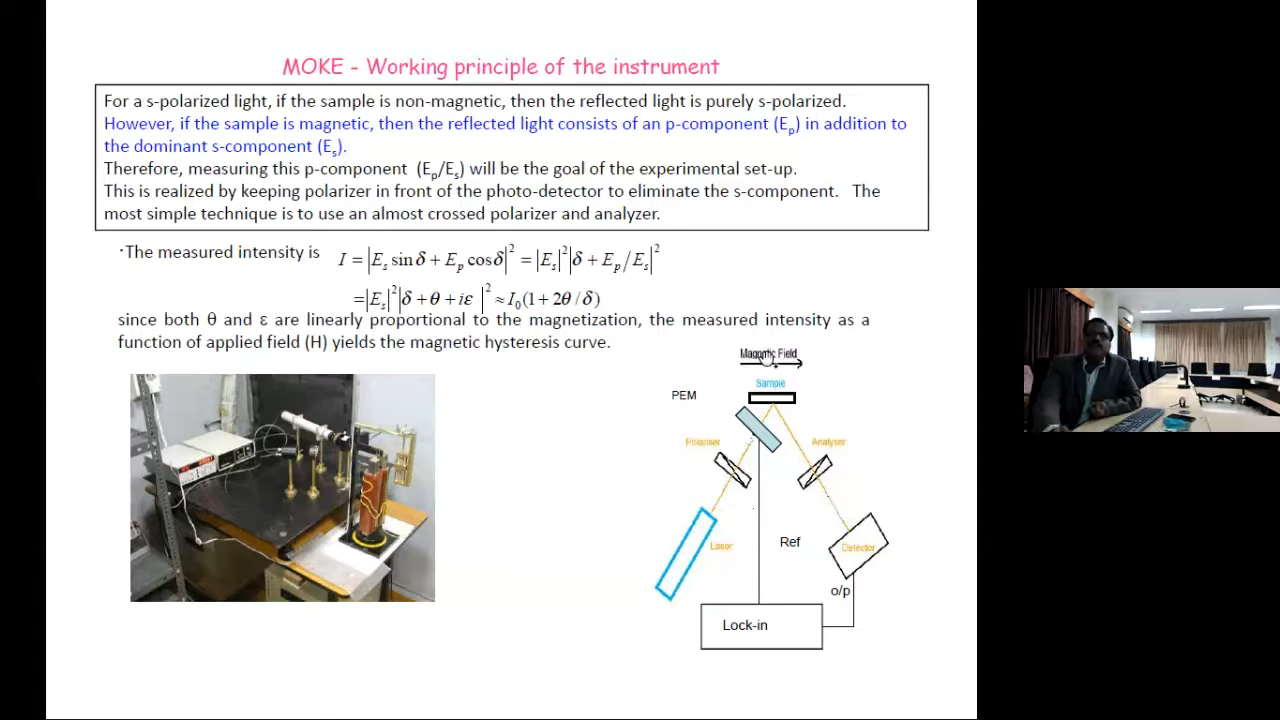 MOKE - Working principle of the instrument
For a s-polarized light, if the sample is non-magnetic, then the reflected light is purely s-polarized.
However, if the sample is magnetic, then the reflected light consists of an p-component (Eₚ) in addition to
the dominant s-component (Eₛ).
Therefore, measuring this p-component (Eₚ/Eₛ) will be the goal of the experimental set-up.
This is realized by keeping polarizer in front of the photo-detector to eliminate the s-component. The
most simple technique is to use an almost crossed polarizer and analyzer.
·The measured intensity is I = |Eₛ sin δ + Eₚ cos δ|² = |Eₛ|² |δ + Eₚ/Eₛ|²
= |Eₛ|² |δ + θ + iε |² ≈ I₀(1 + 2θ / δ)
since both θ and ε are linearly proportional to the magnetization, the measured intensity as a
function of applied field (H) yields the magnetic hysteresis curve.
Magnetic Field
Sample
PEM
Polariser
Analyser
Laser
Ref
Detector
o/p
Lock-in